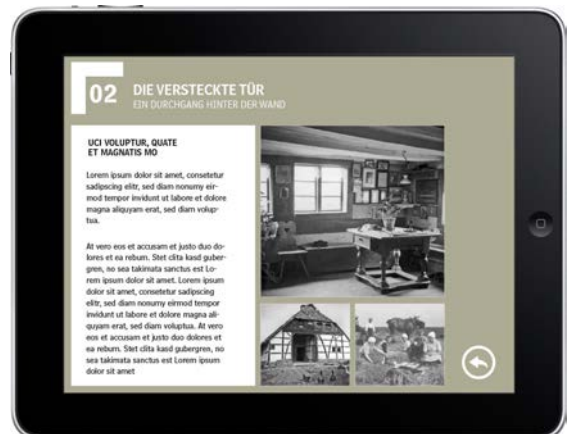 02
DIE VERSTECKTE TÜR
EIN DURCHGANG HINTER DER WAND
UCI VOLUPTUR, QUATE
ET MAGNATIS MO
Lorem ipsum dolor sit amet, consetetur
sadipscing elitr, sed diam nonumy eir-
mod tempor invidunt ut labore et dolore
magna aliquyam erat, sed diam volup-
tua.
At vero eos et accusam et justo duo do-
lores et ea rebum. Stet clita kasd guber-
gren, no sea takimata sanctus est Lo-
rem ipsum dolor sit amet. Lorem ipsum
dolor sit amet, consetetur sadipscing
elitr, sed diam nonumy eirmod tempor
invidunt ut labore et dolore magna ali-
quyam erat, sed diam voluptua. At vero
eos et accusam et justo duo dolores et
ea rebum. Stet clita kasd gubergren, no
sea takimata sanctus est Lorem ipsum
dolor sit amet